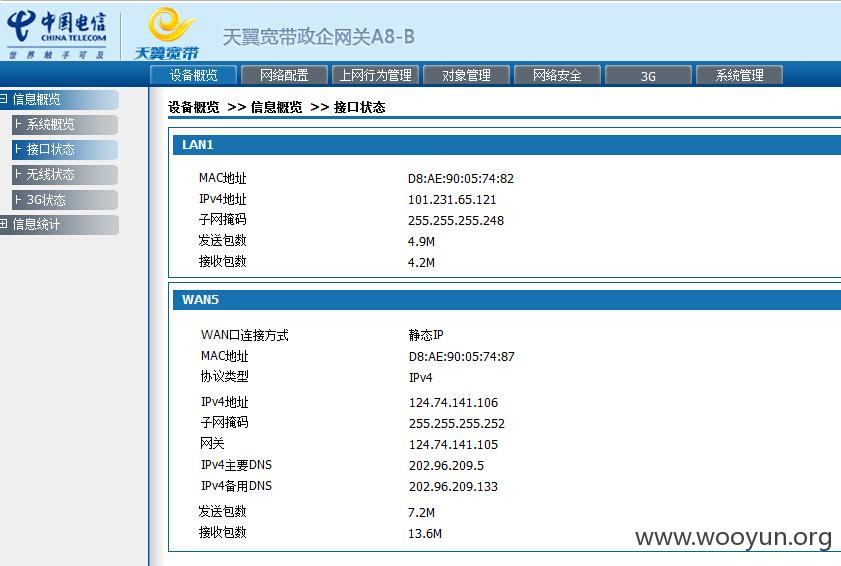 中国电信
CHINA TELECOM
世界触手可及
天翼宽带
天翼宽带政企网关A8-B
设备概览 网络配置 上网行为管理 对象管理 网络安全 3G 系统管理
信息概览
系统概览
接口状态
无线状态
3G状态
信息统计
设备概览 >> 信息概览 >> 接口状态
LAN1
MAC地址 D8:AE:90:05:74:82
IPv4地址 101.231.65.121
子网掩码 255.255.255.248
发送包数 4.9M
接收包数 4.2M
WAN5
WAN口连接方式 静态IP
MAC地址 D8:AE:90:05:74:87
协议类型 IPv4
IPv4地址 124.74.141.106
子网掩码 255.255.255.252
网关 124.74.141.105
IPv4主要DNS 202.96.209.5
IPv4备用DNS 202.96.209.133
发送包数 7.2M
接收包数 13.6M
www.wooyun.org